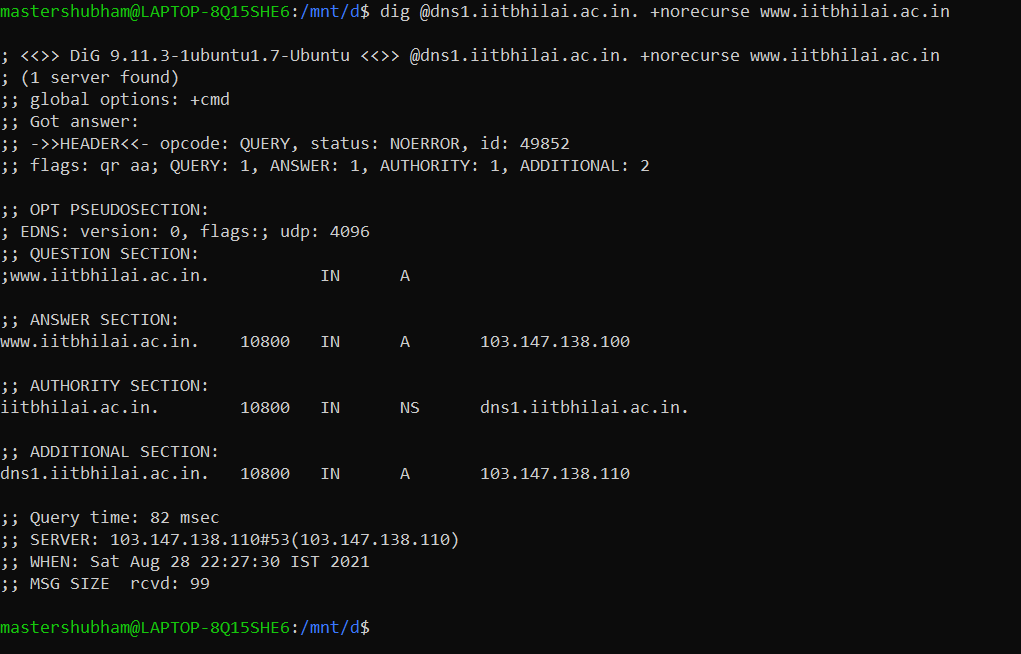 mastershubham@LAPTOP-8Q15SHE6:/mnt/d$ dig @dns1.iitbhilai.ac.in. +norecurse www.iitbhilai.ac.in
; <<>> DiG 9.11.3-1ubuntu1.7-Ubuntu <<>> @dns1.iitbhilai.ac.in. +norecurse www.iitbhilai.ac.in
; (1 server found)
;; global options: +cmd
;; Got answer:
;; ->>HEADER<<- opcode: QUERY, status: NOERROR, id: 49852
;; flags: qr aa; QUERY: 1, ANSWER: 1, AUTHORITY: 1, ADDITIONAL: 2
;; OPT PSEUDOSECTION:
; EDNS: version: 0, flags:; udp: 4096
;; QUESTION SECTION:
;www.iitbhilai.ac.in. IN A
;; ANSWER SECTION:
www.iitbhilai.ac.in. 10800 IN A 103.147.138.100
;; AUTHORITY SECTION:
iitbhilai.ac.in. 10800 IN NS dns1.iitbhilai.ac.in.
;; ADDITIONAL SECTION:
dns1.iitbhilai.ac.in. 10800 IN A 103.147.138.110
;; Query time: 82 msec
;; SERVER: 103.147.138.110#53(103.147.138.110)
;; WHEN: Sat Aug 28 22:27:30 IST 2021
;; MSG SIZE rcvd: 99
mastershubham@LAPTOP-8Q15SHE6:/mnt/d$